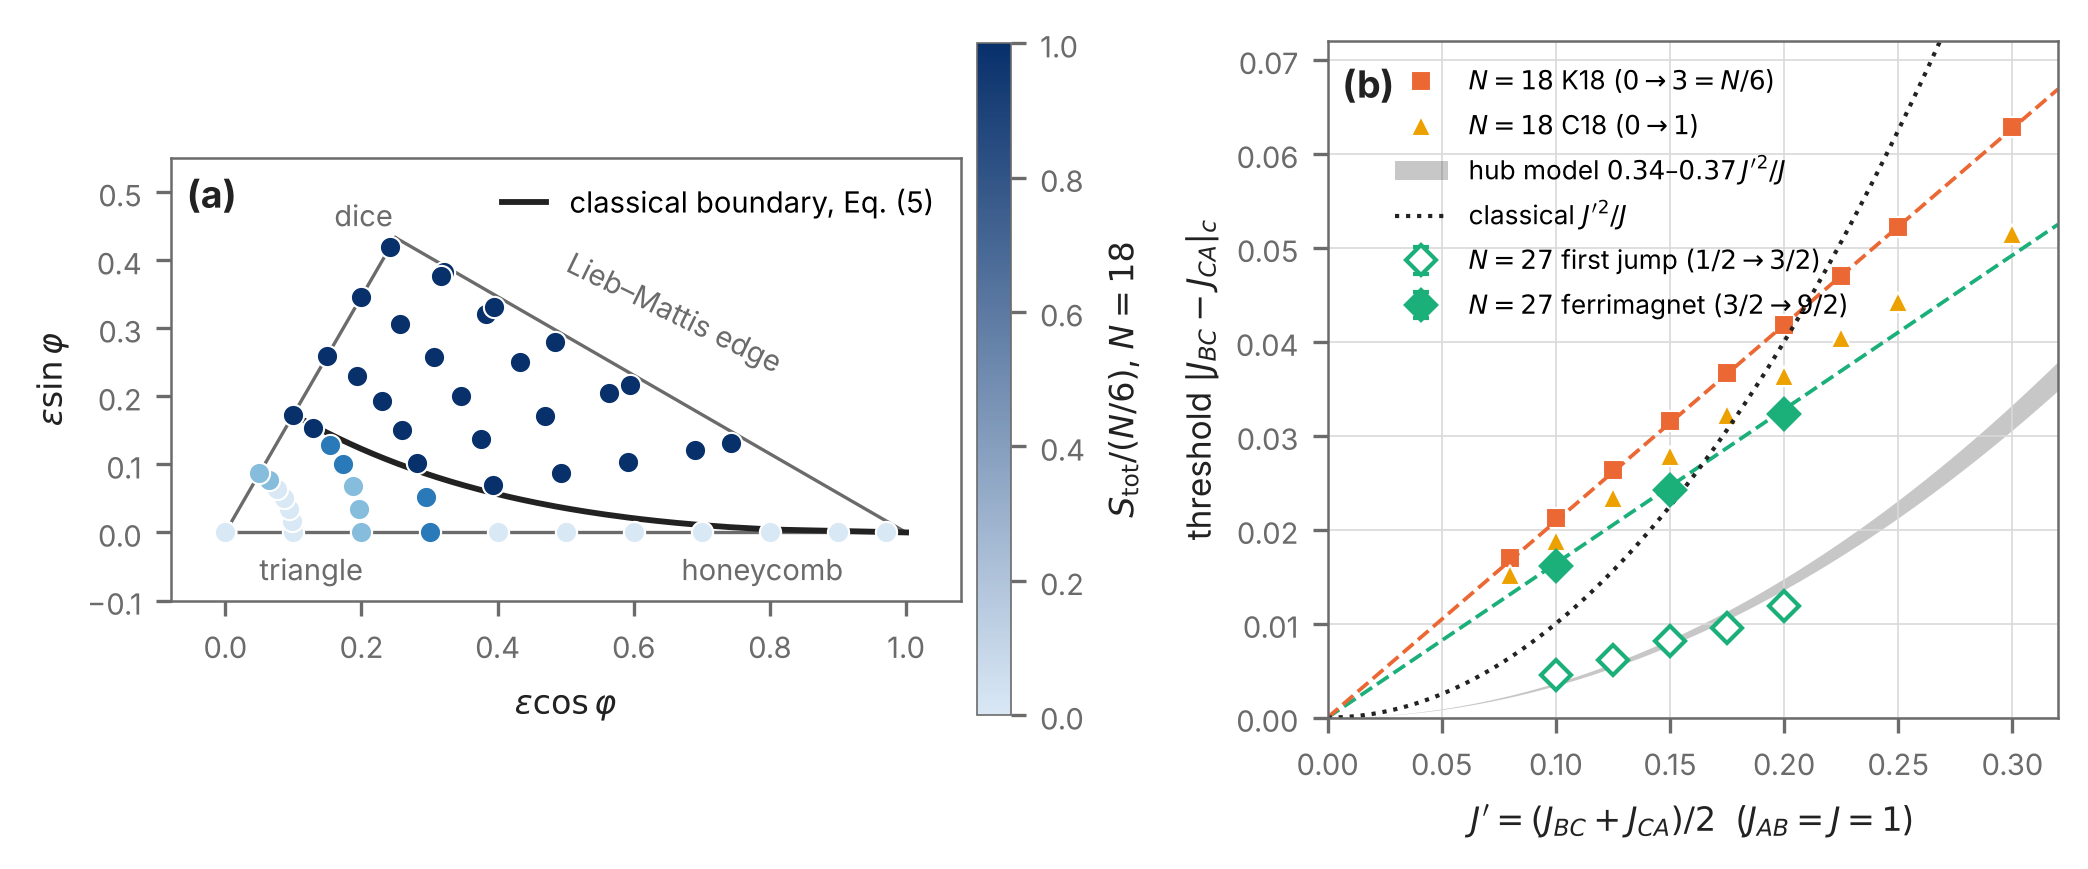 (a)
classical boundary, Eq. (5)
dice
Lieb–Mattis edge
triangle
honeycomb
0.5
0.4
0.3
0.2
0.1
0.0
−0.1
ε sin φ
0.0 0.2 0.4 0.6 0.8 1.0
ε cos φ
1.0
0.8
0.6
0.4
0.2
0.0
S_tot/(N/6), N = 18
(b)
N = 18 K18 (0→3 = N/6)
N = 18 C18 (0→1)
hub model 0.34–0.37 J′²/J
classical J′²/J
N = 27 first jump (1/2→3/2)
N = 27 ferrimagnet (3/2→9/2)
0.07
0.06
0.05
0.04
0.03
0.02
0.01
0.00
threshold |J_BC − J_CA|_c
0.00 0.05 0.10 0.15 0.20 0.25 0.30
J′ = (J_BC + J_CA)/2 (J_AB = J = 1)